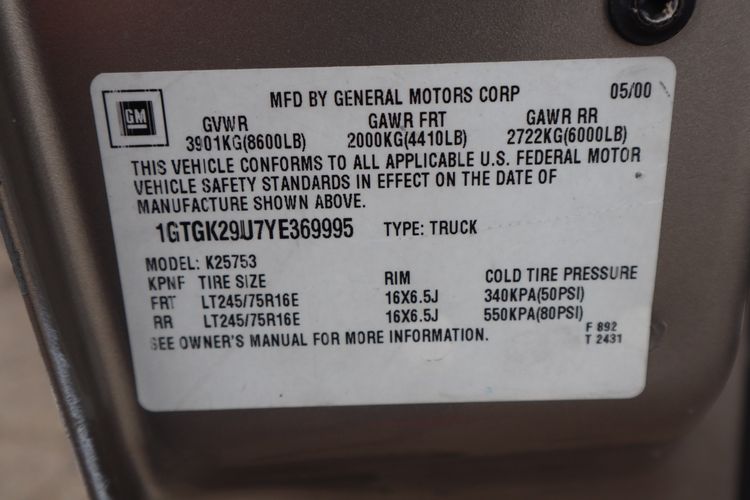 GM
MFD BY GENERAL MOTORS CORP 05/00
GVWR GAWR FRT GAWR RR
3901KG(8600LB) 2000KG(4410LB) 2722KG(6000LB)
THIS VEHICLE CONFORMS TO ALL APPLICABLE U.S. FEDERAL MOTOR
VEHICLE SAFETY STANDARDS IN EFFECT ON THE DATE OF
MANUFACTURE SHOWN ABOVE.
1GTGK29U7YE369995 TYPE: TRUCK
MODEL: K25753
KPNF TIRE SIZE RIM COLD TIRE PRESSURE
FRT LT245/75R16E 16X6.5J 340KPA(50PSI)
RR LT245/75R16E 16X6.5J 550KPA(80PSI)
SEE OWNER'S MANUAL FOR MORE INFORMATION.
F 892
T 2431